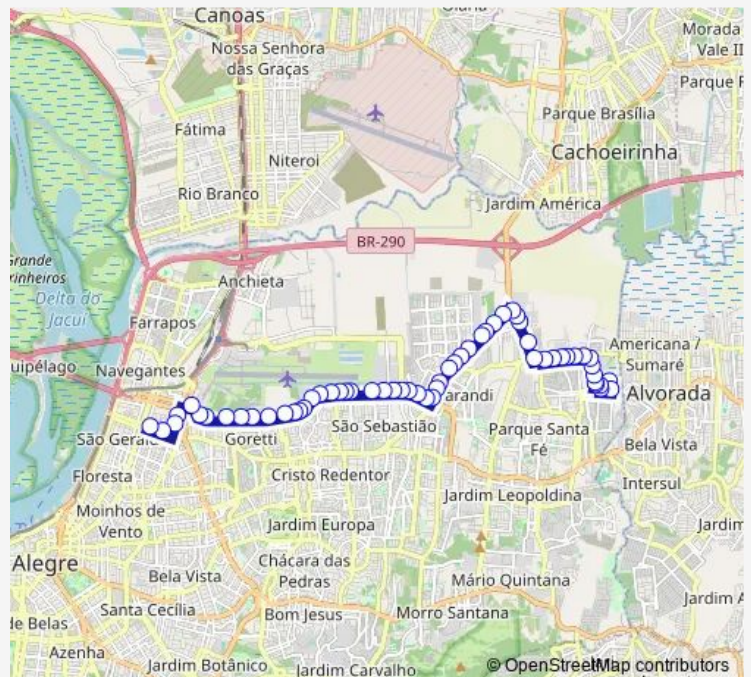 Canoas
Morada
Vale II
Nossa Senhora
das Graças
Parque
Fátima
Parque Brasília
Niteroi
Cachoeirinha
Rio Branco
Jardim América
BR-290
Grande
rinheiros
Anchieta
Delta do
Jacuí
Farrapos
Americana /
Sumaré
uipélago
Navegantes
Alvorada
arandi
São Geral
Goretti
São Sebastião
Parque Santa
Fé
Bela Vista
Floresta
Cristo Redentor
Intersul
Moinhos de
Vento
Jardim Leopoldina
Jardim Europa
Jardim
Alegre
Chácara das
Pedras
Bela Vista
Mário Quintana
Jardim A
Santa Cecília
Bom Jesus
Morro Santana
de Belas
Azenha
Jardim Botânico
Jardim Carvalho
© OpenStreetMap contributors